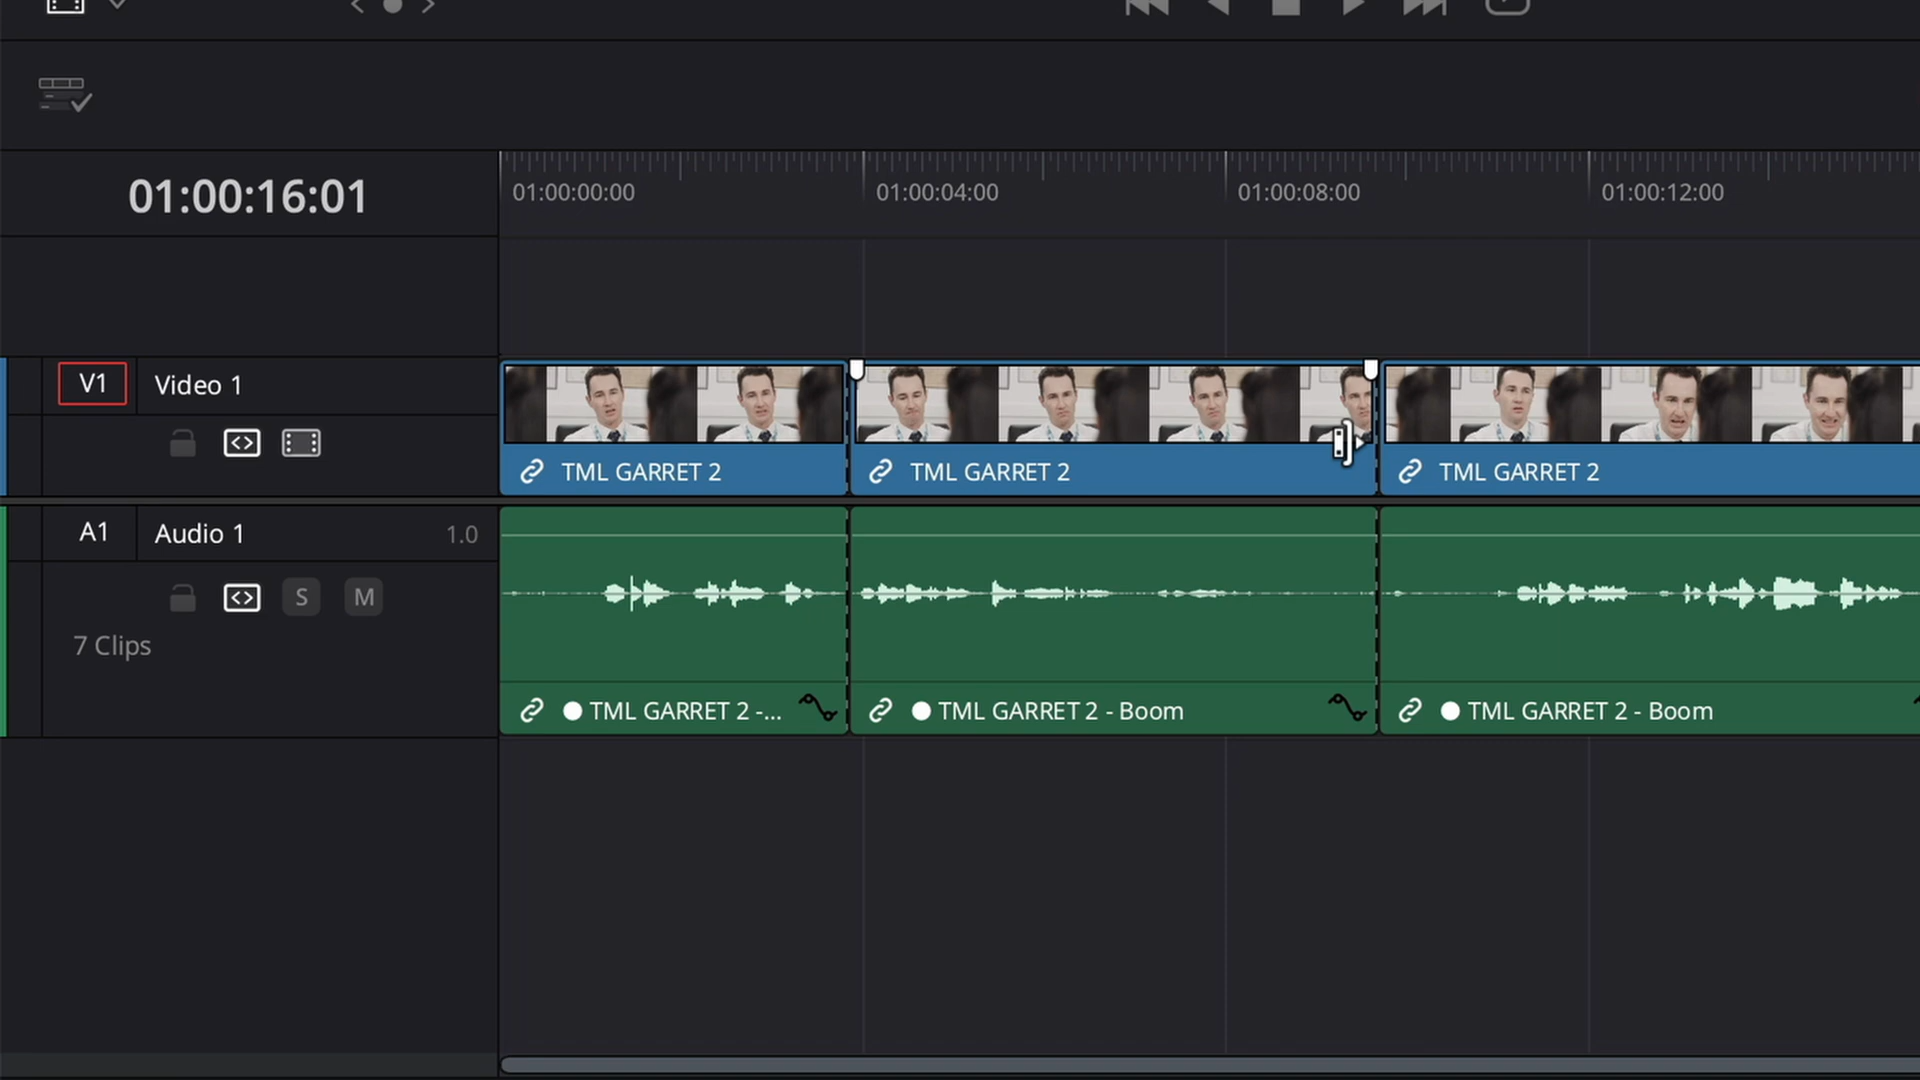 01:00:16:01
01:00:00:00 01:00:04:00 01:00:08:00 01:00:12:00
V1 Video 1
TML GARRET 2 TML GARRET 2 TML GARRET 2
A1 Audio 1 1.0
S M
7 Clips
TML GARRET 2 -... TML GARRET 2 - Boom TML GARRET 2 - Boom